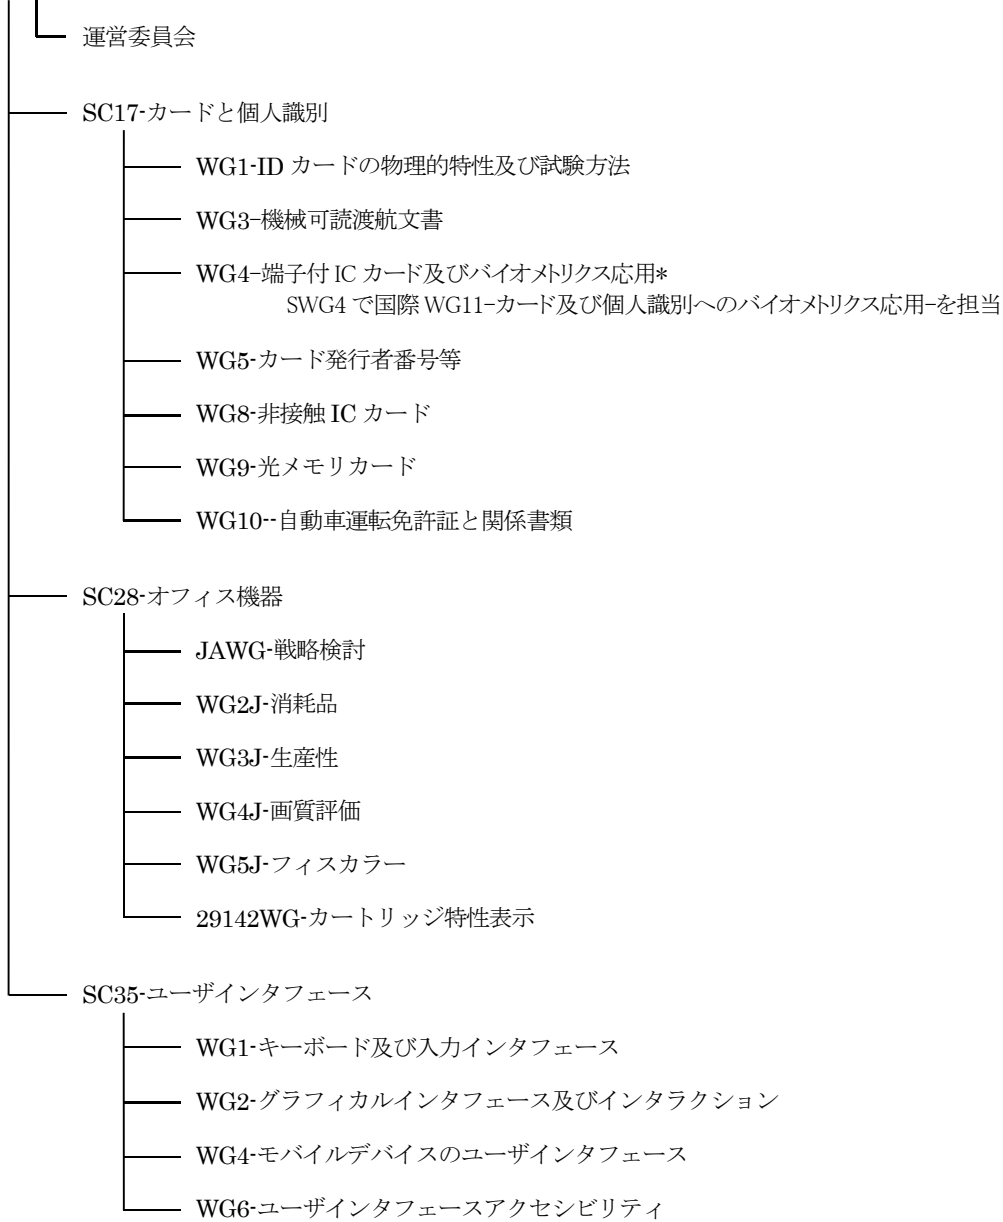 運営委員会
SC17-カードと個人識別
WG1-ID カードの物理的特性及び試験方法
WG3-機械可読渡航文書
WG4-端子付 IC カード及びバイオメトリクス応用*
SWG4 で国際 WG11-カード及び個人識別へのバイオメトリクス応用-を担当
WG5-カード発行者番号等
WG8-非接触 IC カード
WG9-光メモリカード
WG10--自動車運転免許証と関係書類
SC28-オフィス機器
JAWG-戦略検討
WG2J-消耗品
WG3J-生産性
WG4J-画質評価
WG5J-フィスカラー
29142WG-カートリッジ特性表示
SC35-ユーザインタフェース
WG1-キーボード及び入力インタフェース
WG2-グラフィカルインタフェース及びインタラクション
WG4-モバイルデバイスのユーザインタフェース
WG6-ユーザインタフェースアクセシビリティ